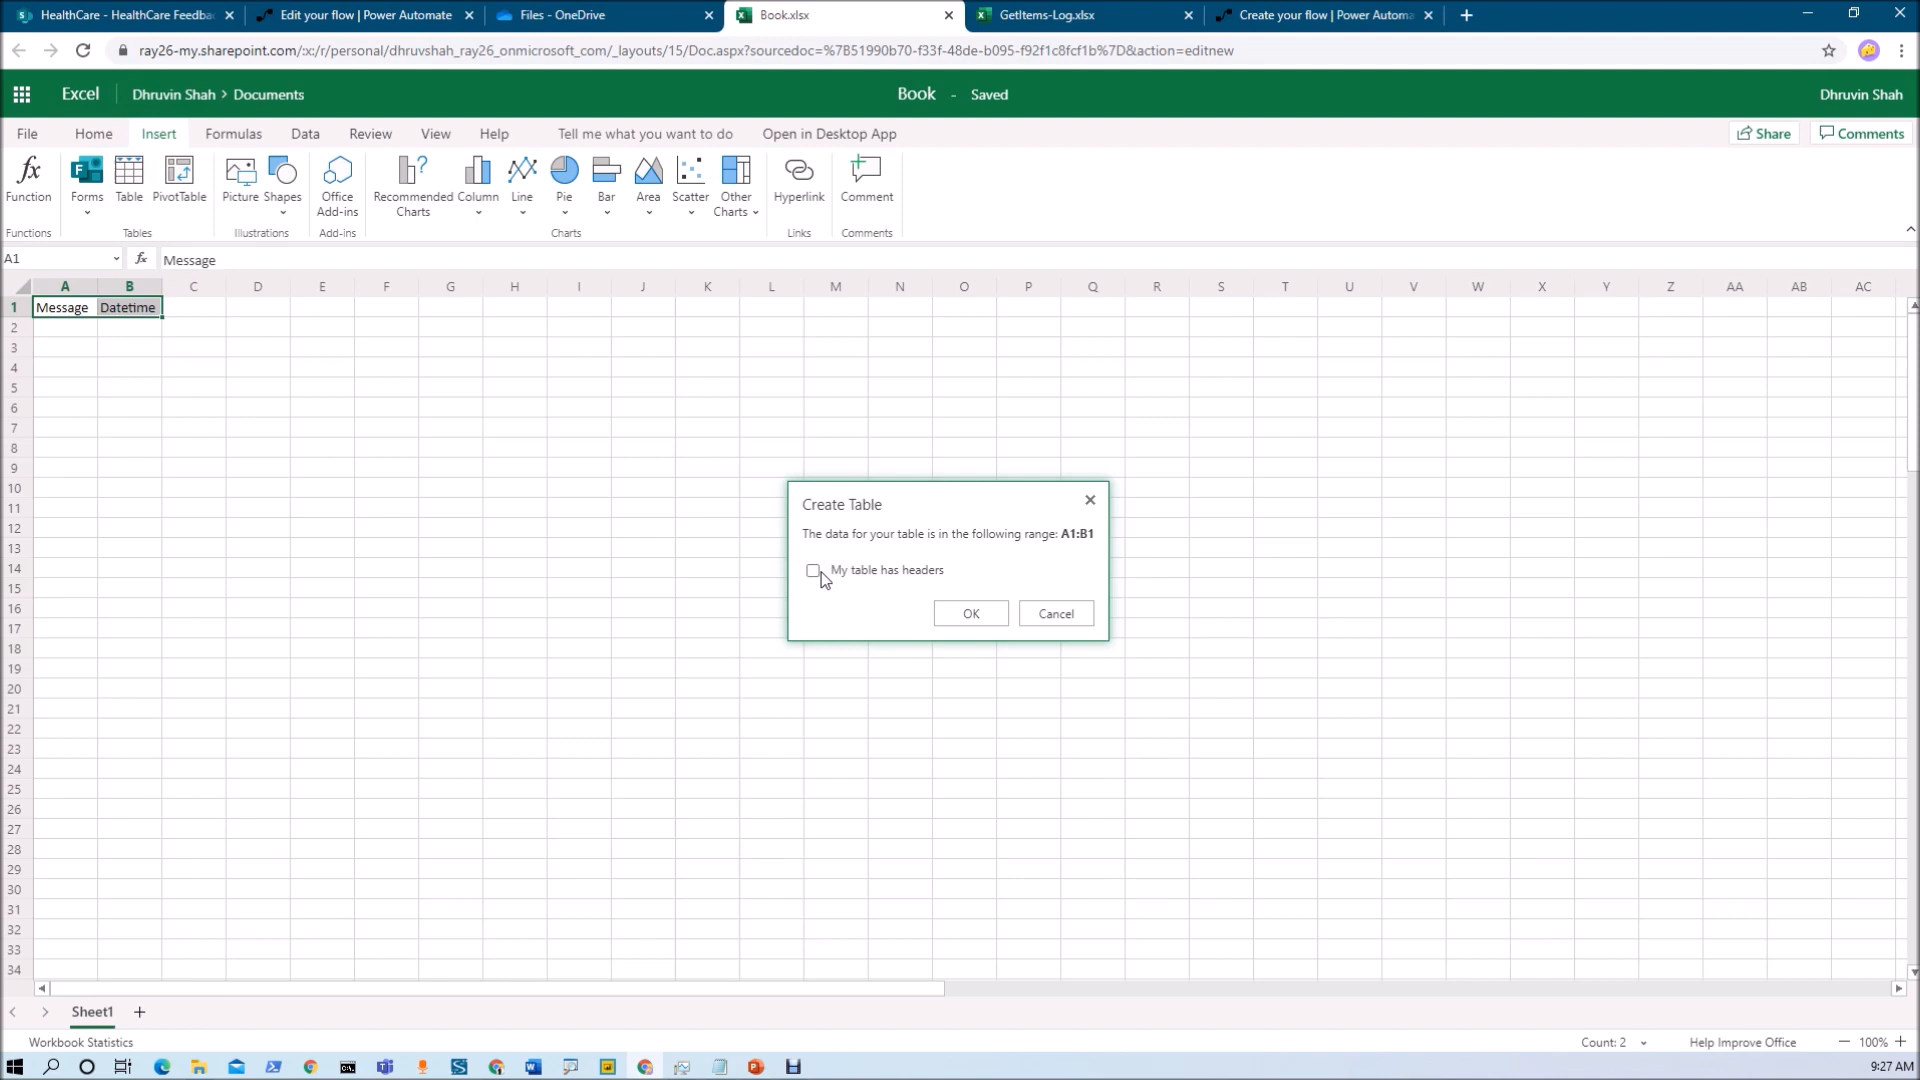 HealthCare - HealthCare Feedba
Edit your flow | Power Automate
Files - OneDrive
Book.xlsx
GetItems-Log.xlsx
Create your flow | Power Automa
ray26-my.sharepoint.com/:x:/r/personal/dhruvshah_ray26_onmicrosoft_com/_layouts/15/Doc.aspx?sourcedoc=%7B51990b70-f33f-48de-b095-f92f1c8fcf1b%7D&action=editnew
Excel
Dhruvin Shah > Documents
Book - Saved
Dhruvin Shah
File Home Insert Formulas Data Review View Help Tell me what you want to do Open in Desktop App
Share
Comments
Function Forms Table PivotTable Picture Shapes Office Add-ins Recommended Charts Column Line Pie Bar Area Scatter Other Charts Hyperlink Comment
Functions Tables Illustrations Add-ins Charts Links Comments
A1 fx Message
A B C D E F G H I J K L M N O P Q R S T U V W X Y Z AA AB AC
1 Message Datetime
2
3
4
5
6
7
8
9
10
11
12
13
14
15
16
17
18
19
20
21
22
23
24
25
26
27
28
29
30
31
32
33
34
Create Table
The data for your table is in the following range: A1:B1
My table has headers
OK Cancel
Sheet1
Workbook Statistics
Count: 2
Help Improve Office
100%
9:27 AM